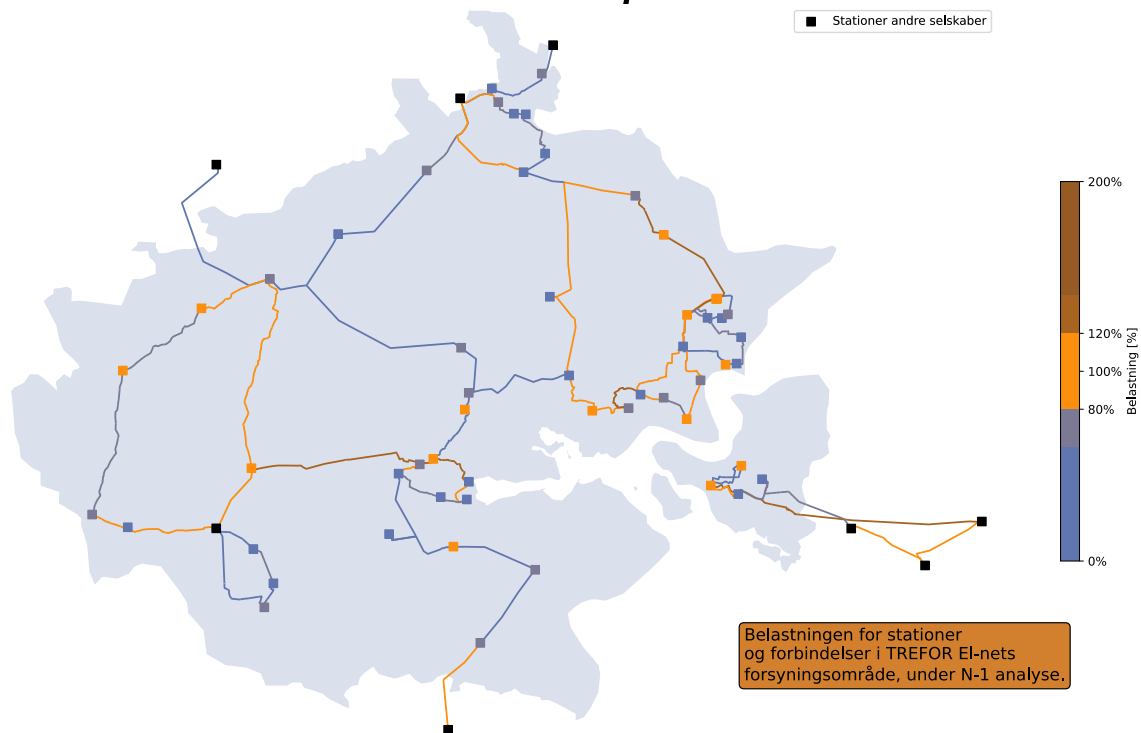 Stationer andre selskaber
200%
120%
100%
80%
0%
Belastning [%]
Belastningen for stationer
og forbindelser i TREFOR El-nets
forsyningsområde, under N-1 analyse.